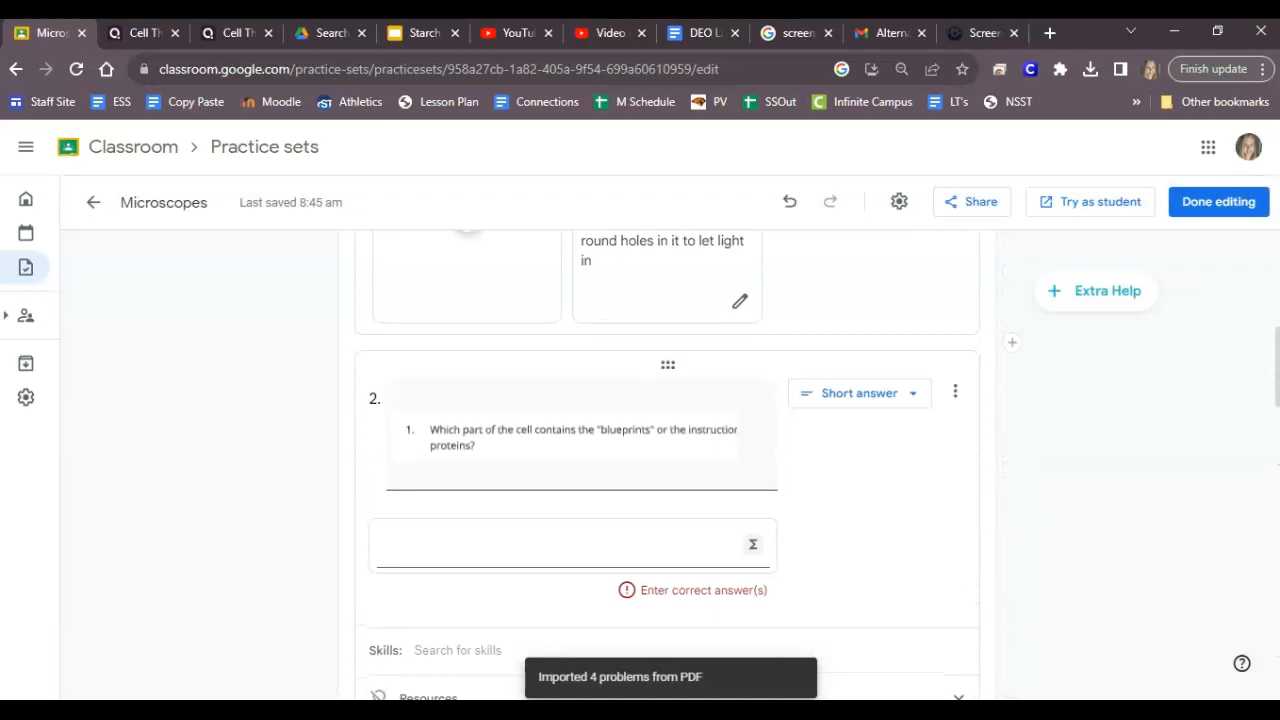 Micros
Cell Th
Cell Th
Search
Starch
YouTu
Video
DEO L
screen
Altern
Screen
classroom.google.com/practice-sets/practicesets/958a27cb-1a82-405a-9f54-699a60610959/edit
Finish update
Staff Site
ESS
Copy Paste
Moodle
Athletics
Lesson Plan
Connections
M Schedule
PV
SSOut
Infinite Campus
LT's
NSST
»
Other bookmarks
Classroom > Practice sets
Microscopes
Last saved 8:45 am
Share
Try as student
Done editing
round holes in it to let light
in
+ Extra Help
2.
Short answer
1. Which part of the cell contains the "blueprints" or the instruction
proteins?
Σ
Enter correct answer(s)
Skills: Search for skills
Imported 4 problems from PDF
Resources